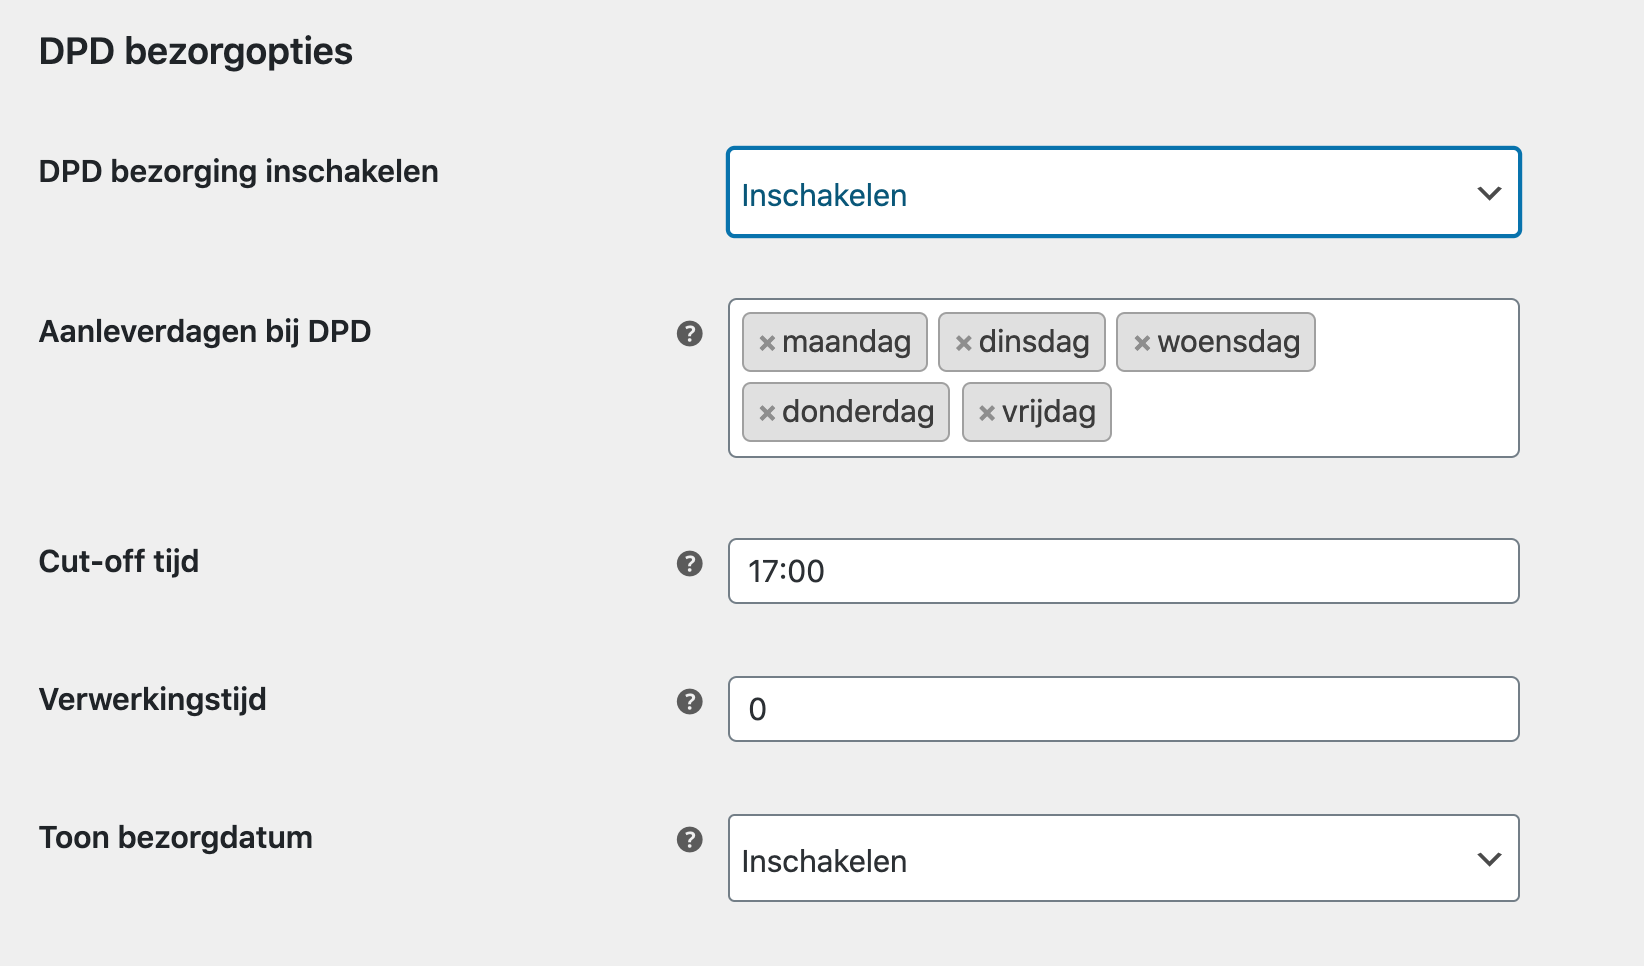 DPD bezorgopties
DPD bezorging inschakelen
Inschakelen
Aanleverdagen bij DPD
?
× maandag × dinsdag × woensdag
× donderdag × vrijdag
Cut-off tijd
?
17:00
Verwerkingstijd
?
0
Toon bezorgdatum
?
Inschakelen